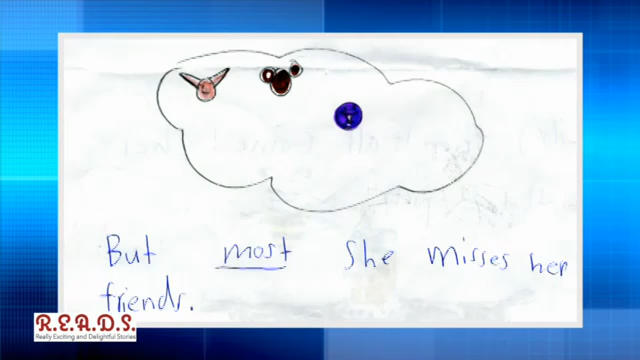 But most she misses her
friends.
R.E.A.D.S.
Really Exciting and Delightful Stories